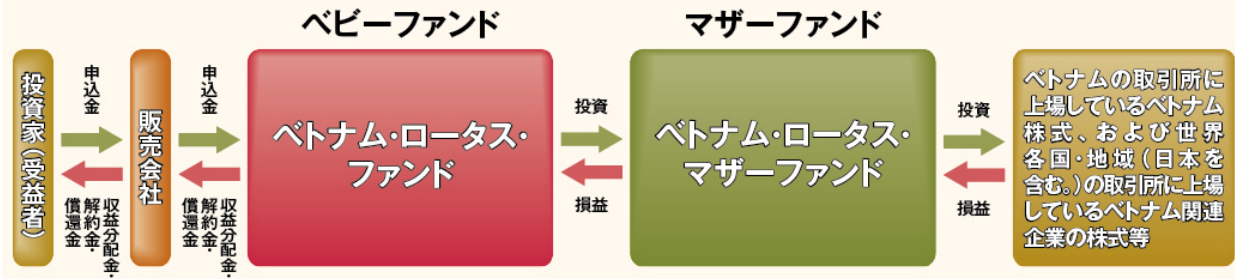 ベビーファンド
マザーファンド
投資家（受益者）
申込金
収益分配金・
解約金・
償還金
販売会社
申込金
収益分配金・
解約金・
償還金
ベトナム・ロータス・
ファンド
投資
損益
ベトナム・ロータス・
マザーファンド
投資
損益
ベトナムの取引所に
上場しているベトナム
株式、および世界
各国・地域（日本を
含む。）の取引所に上場
しているベトナム関連
企業の株式等